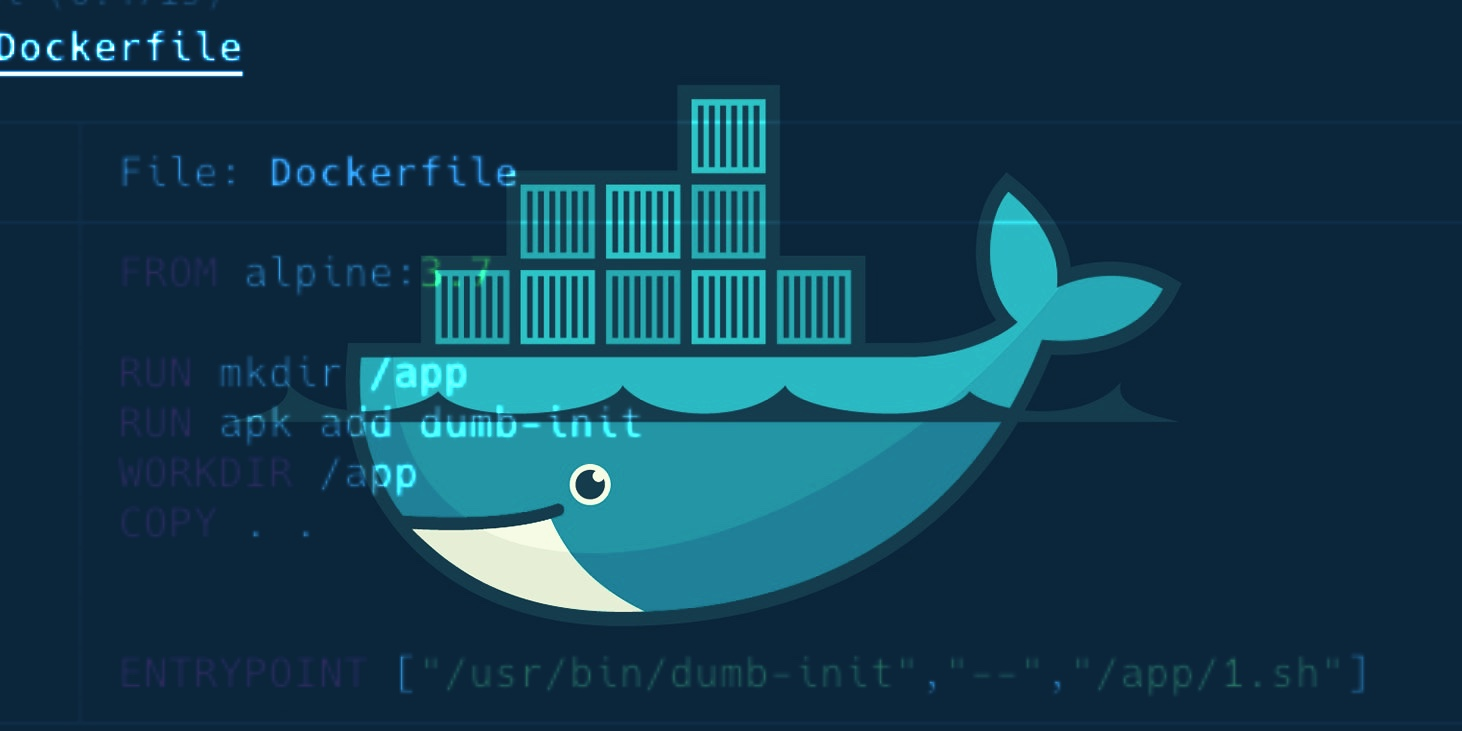 Dockerfile
File: Dockerfile
FROM alpine:3.7
RUN mkdir /app
RUN apk add dumb-init
WORKDIR /app
COPY . .
ENTRYPOINT ["/usr/bin/dumb-init","--","/app/1.sh"]